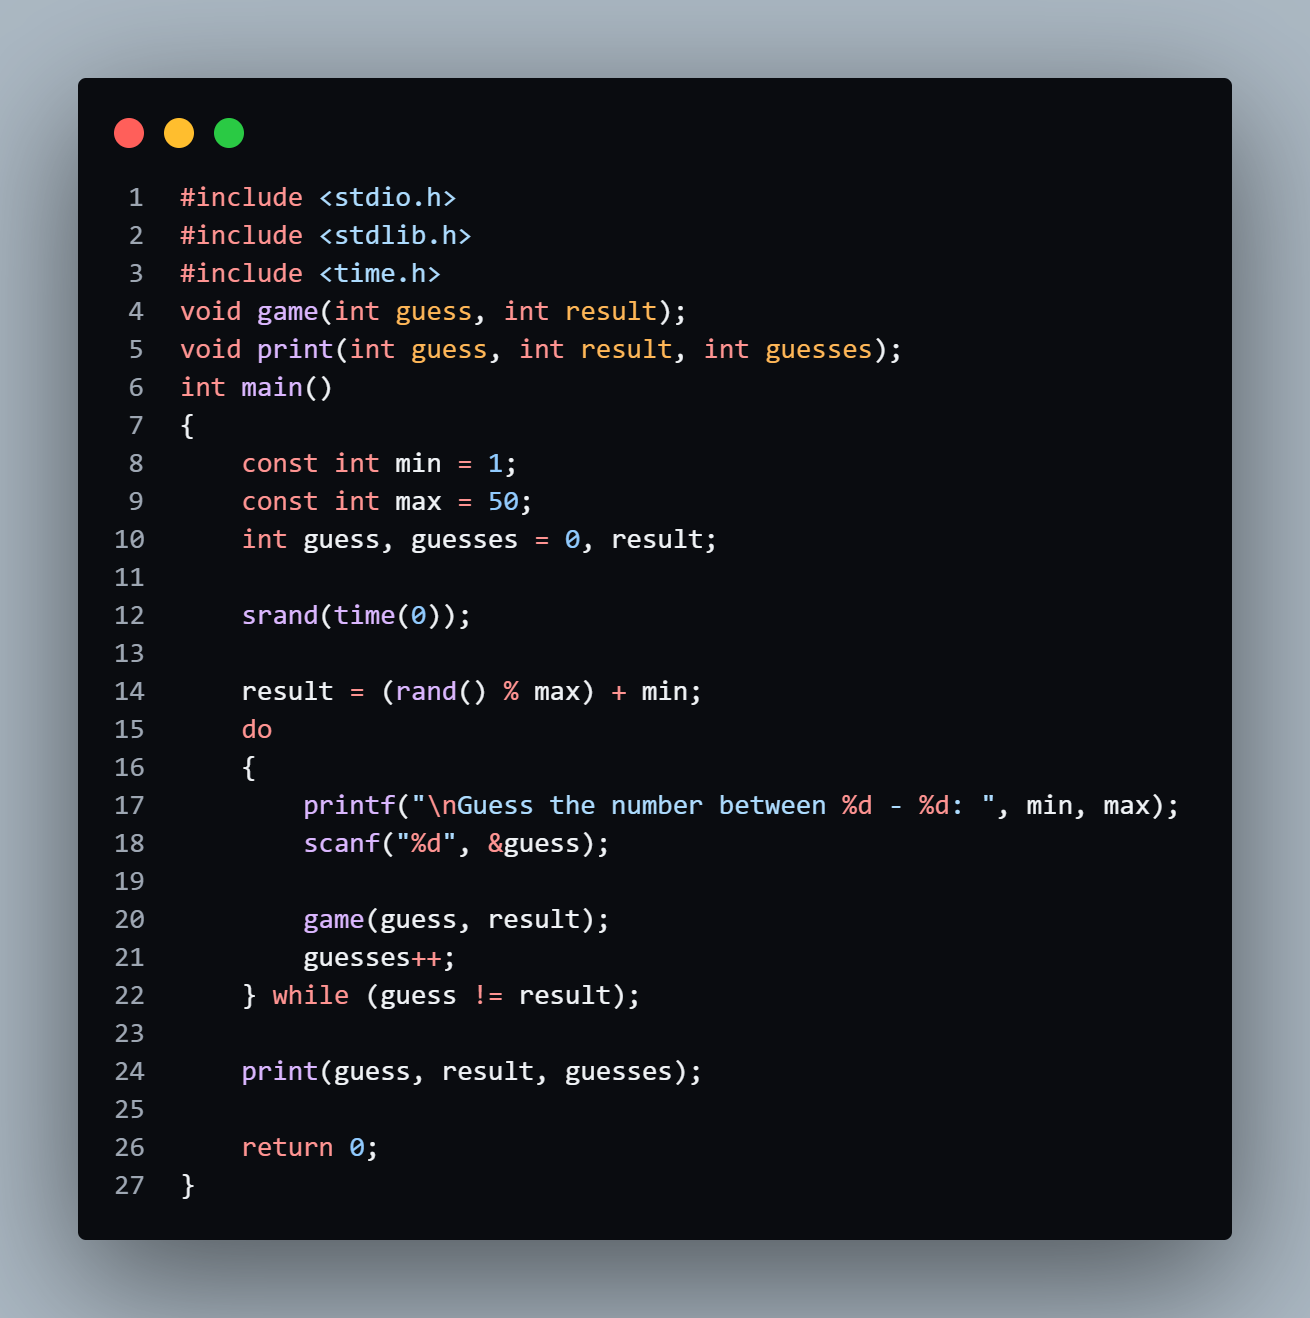 1 #include <stdio.h>
2 #include <stdlib.h>
3 #include <time.h>
4 void game(int guess, int result);
5 void print(int guess, int result, int guesses);
6 int main()
7 {
8     const int min = 1;
9     const int max = 50;
10     int guess, guesses = 0, result;
11
12     srand(time(0));
13
14     result = (rand() % max) + min;
15     do
16     {
17         printf("\nGuess the number between %d - %d: ", min, max);
18         scanf("%d", &guess);
19
20         game(guess, result);
21         guesses++;
22     } while (guess != result);
23
24     print(guess, result, guesses);
25
26     return 0;
27 }